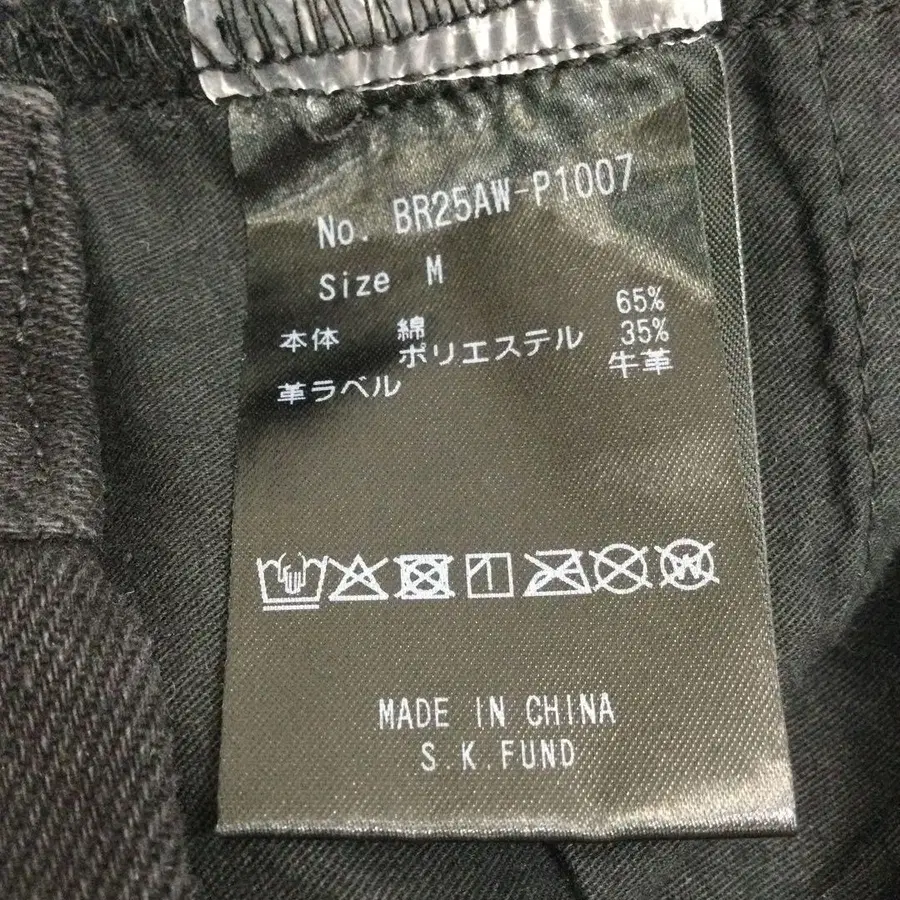 No. BR25AW-P1007
Size M
本体 綿 65%
ポリエステル 35%
革ラベル 牛革
MADE IN CHINA
S.K.FUND